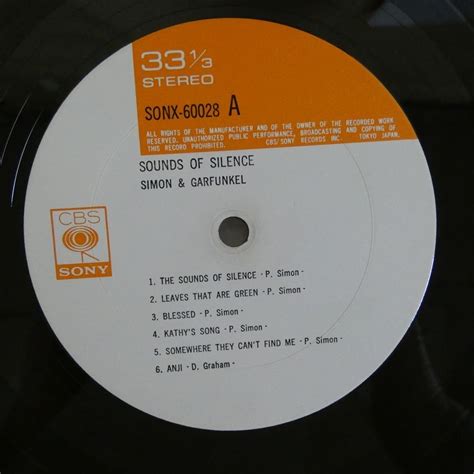 33 1/3
STEREO
SONX-60028 A
ALL RIGHTS OF THE MANUFACTURER AND OF THE OWNER OF THE RECORDED WORK
RESERVED. UNAUTHORIZED PUBLIC PERFORMANCE, BROADCASTING AND COPYING OF
THIS RECORD PROHIBITED. CBS/SONY RECORDS INC. TOKYO JAPAN.
SOUNDS OF SILENCE
SIMON & GARFUNKEL
CBS
SONY
1. THE SOUNDS OF SILENCE - P. Simon -
2. LEAVES THAT ARE GREEN - P. Simon -
3. BLESSED - P. Simon -
4. KATHY'S SONG - P. Simon -
5. SOMEWHERE THEY CAN'T FIND ME - P. Simon -
6. ANJI - D. Graham -